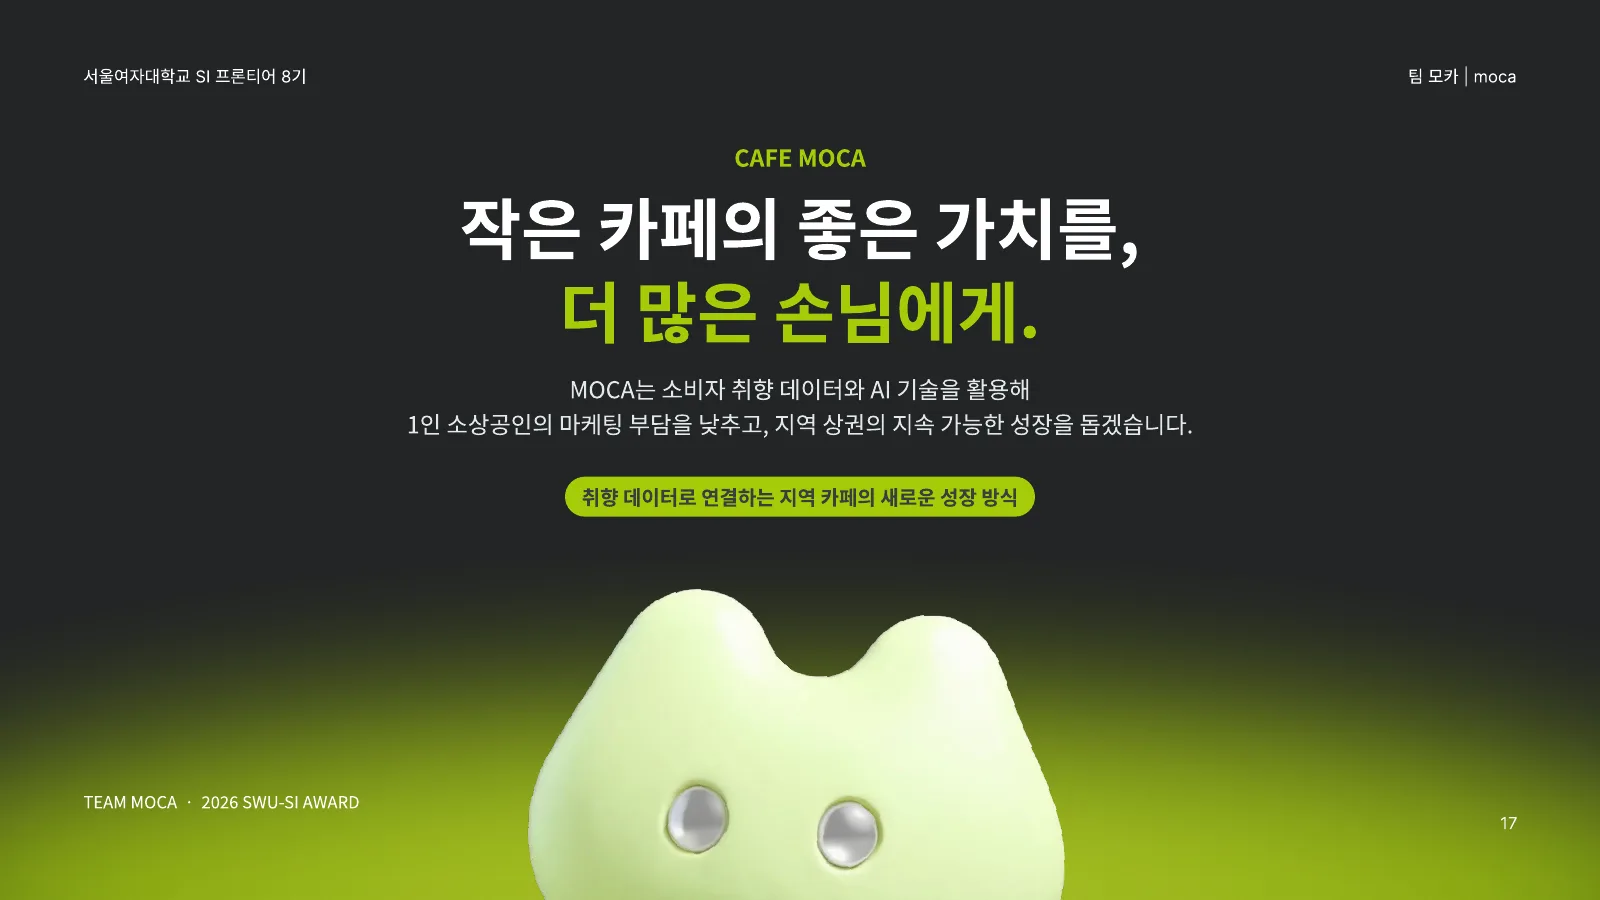 서울여자대학교 SI 프론티어 8기
팀 모카 | moca
CAFE MOCA
작은 카페의 좋은 가치를,
더 많은 손님에게.
MOCA는 소비자 취향 데이터와 AI 기술을 활용해
1인 소상공인의 마케팅 부담을 낮추고, 지역 상권의 지속 가능한 성장을 돕겠습니다.
취향 데이터로 연결하는 지역 카페의 새로운 성장 방식
TEAM MOCA · 2026 SWU-SI AWARD
17